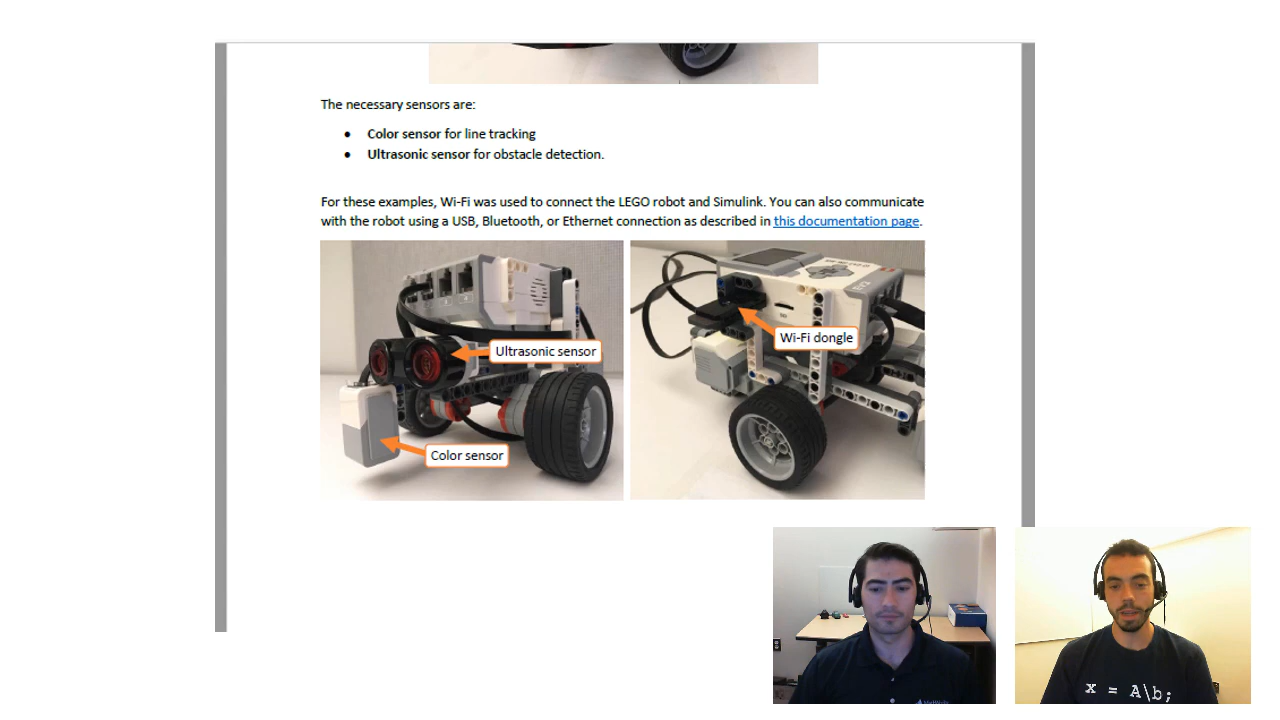 The necessary sensors are:
• Color sensor for line tracking
• Ultrasonic sensor for obstacle detection.
For these examples, Wi-Fi was used to connect the LEGO robot and Simulink. You can also communicate
with the robot using a USB, Bluetooth, or Ethernet connection as described in this documentation page.
Ultrasonic sensor
Color sensor
Wi-Fi dongle
EV3
MathWorks
x = A\b;